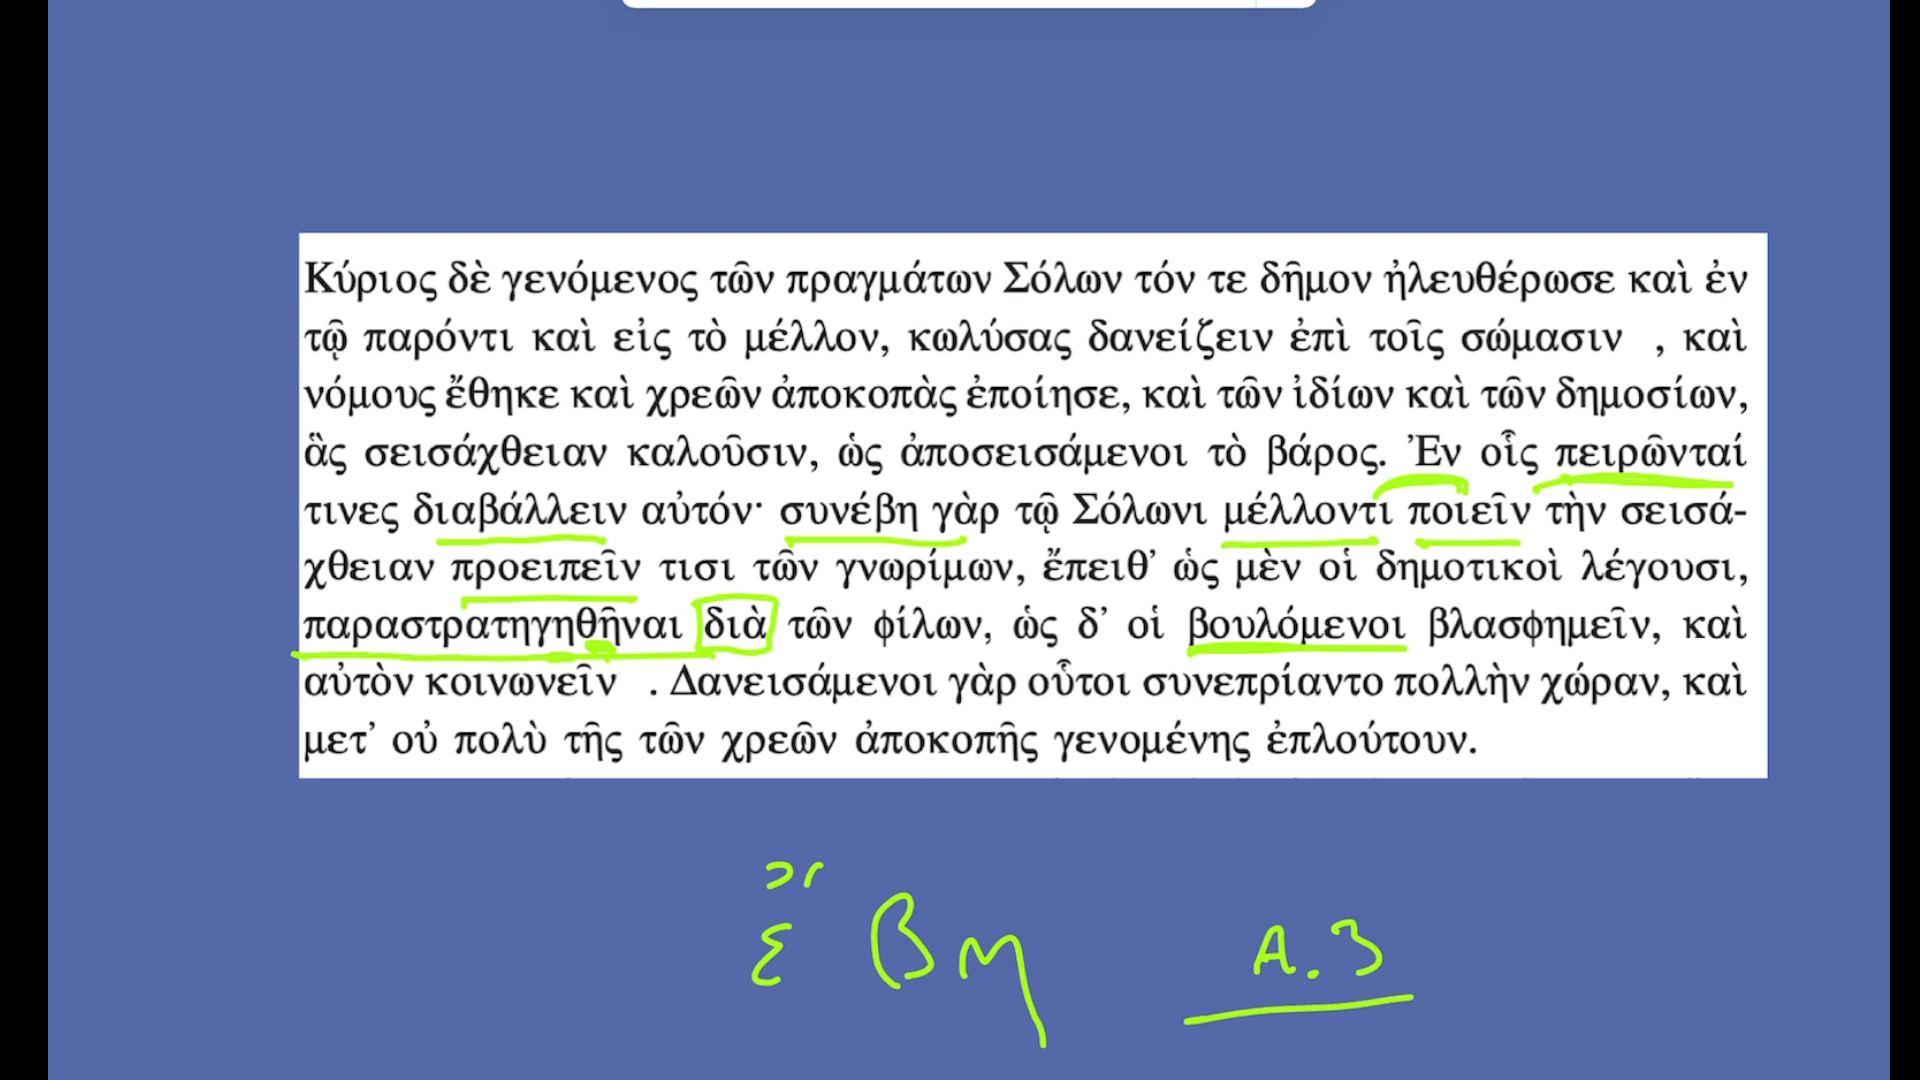 Κύριος δὲ γενόμενος τῶν πραγμάτων Σόλων τόν τε δῆμον ἠλευθέρωσε καὶ ἐν
τῷ παρόντι καὶ εἰς τὸ μέλλον, κωλύσας δανείζειν ἐπὶ τοῖς σώμασιν , καὶ
νόμους ἔθηκε καὶ χρεῶν ἀποκοπὰς ἐποίησε, καὶ τῶν ἰδίων καὶ τῶν δημοσίων,
ἃς σεισάχθειαν καλοῦσιν, ὡς ἀποσεισάμενοι τὸ βάρος. Ἐν οἷς πειρῶνταί
τινες διαβάλλειν αὐτόν· συνέβη γὰρ τῷ Σόλωνι μέλλοντι ποιεῖν τὴν σεισά-
χθειαν προειπεῖν τισι τῶν γνωρίμων, ἔπειθ’ ὡς μὲν οἱ δημοτικοὶ λέγουσι,
παραστρατηγηθῆναι διὰ τῶν φίλων, ὡς δ’ οἱ βουλόμενοι βλασφημεῖν, καὶ
αὐτὸν κοινωνεῖν . Δανεισάμενοι γὰρ οὗτοι συνεπρίαντο πολλὴν χώραν, καὶ
μετ’ οὐ πολὺ τῆς τῶν χρεῶν ἀποκοπῆς γενομένης ἐπλούτουν.
ἔβη Α.3